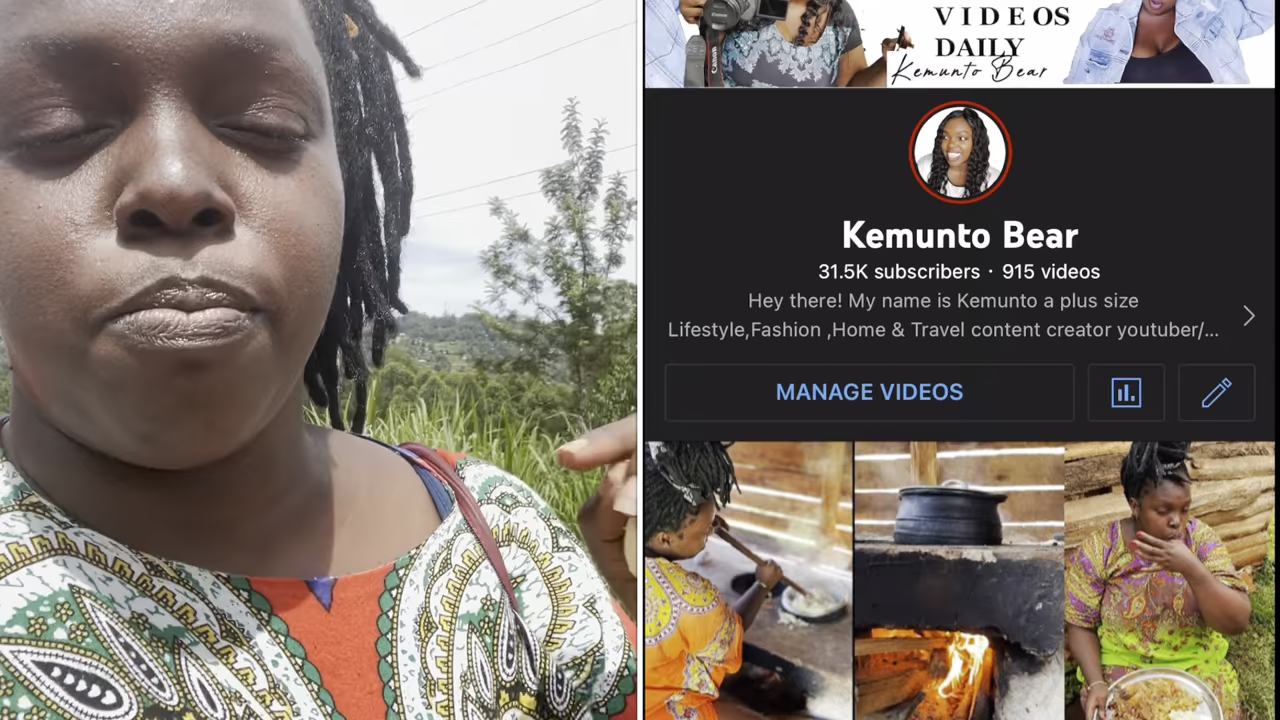 VIDEOS
DAILY
Kemunto Bear
Canon
Kemunto Bear
31.5K subscribers · 915 videos
Hey there! My name is Kemunto a plus size
Lifestyle,Fashion ,Home & Travel content creator youtuber/...
MANAGE VIDEOS